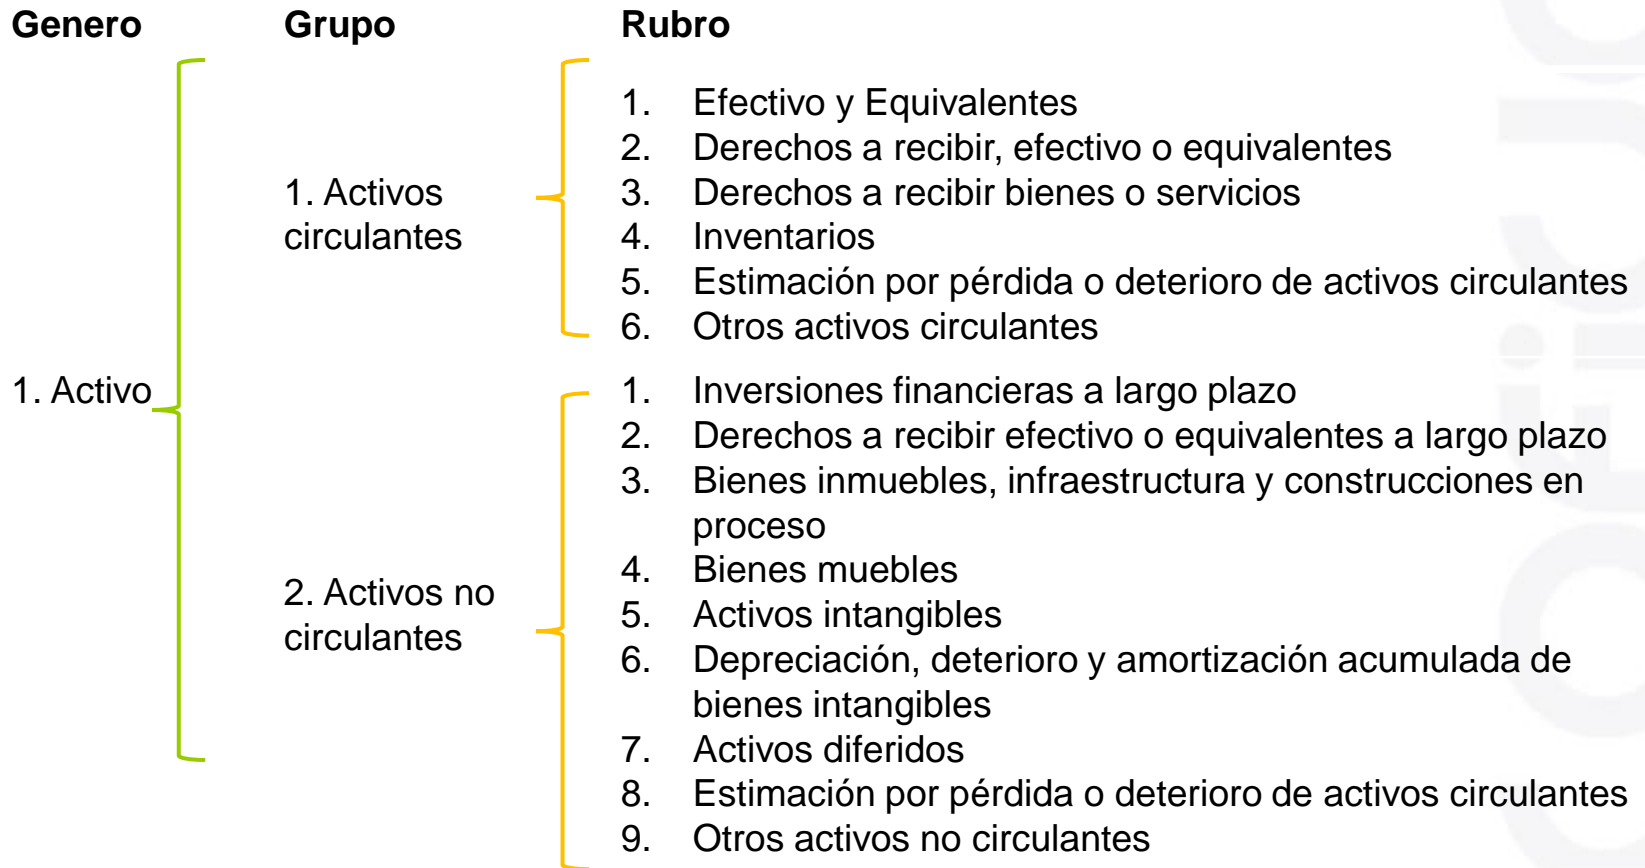 Genero Grupo Rubro
1. Efectivo y Equivalentes
2. Derechos a recibir, efectivo o equivalentes
3. Derechos a recibir bienes o servicios
4. Inventarios
5. Estimación por pérdida o deterioro de activos circulantes
6. Otros activos circulantes
1. Activos
circulantes
1. Activo
1. Inversiones financieras a largo plazo
2. Derechos a recibir efectivo o equivalentes a largo plazo
3. Bienes inmuebles, infraestructura y construcciones en
proceso
4. Bienes muebles
5. Activos intangibles
6. Depreciación, deterioro y amortización acumulada de
bienes intangibles
7. Activos diferidos
8. Estimación por pérdida o deterioro de activos circulantes
9. Otros activos no circulantes
2. Activos no
circulantes